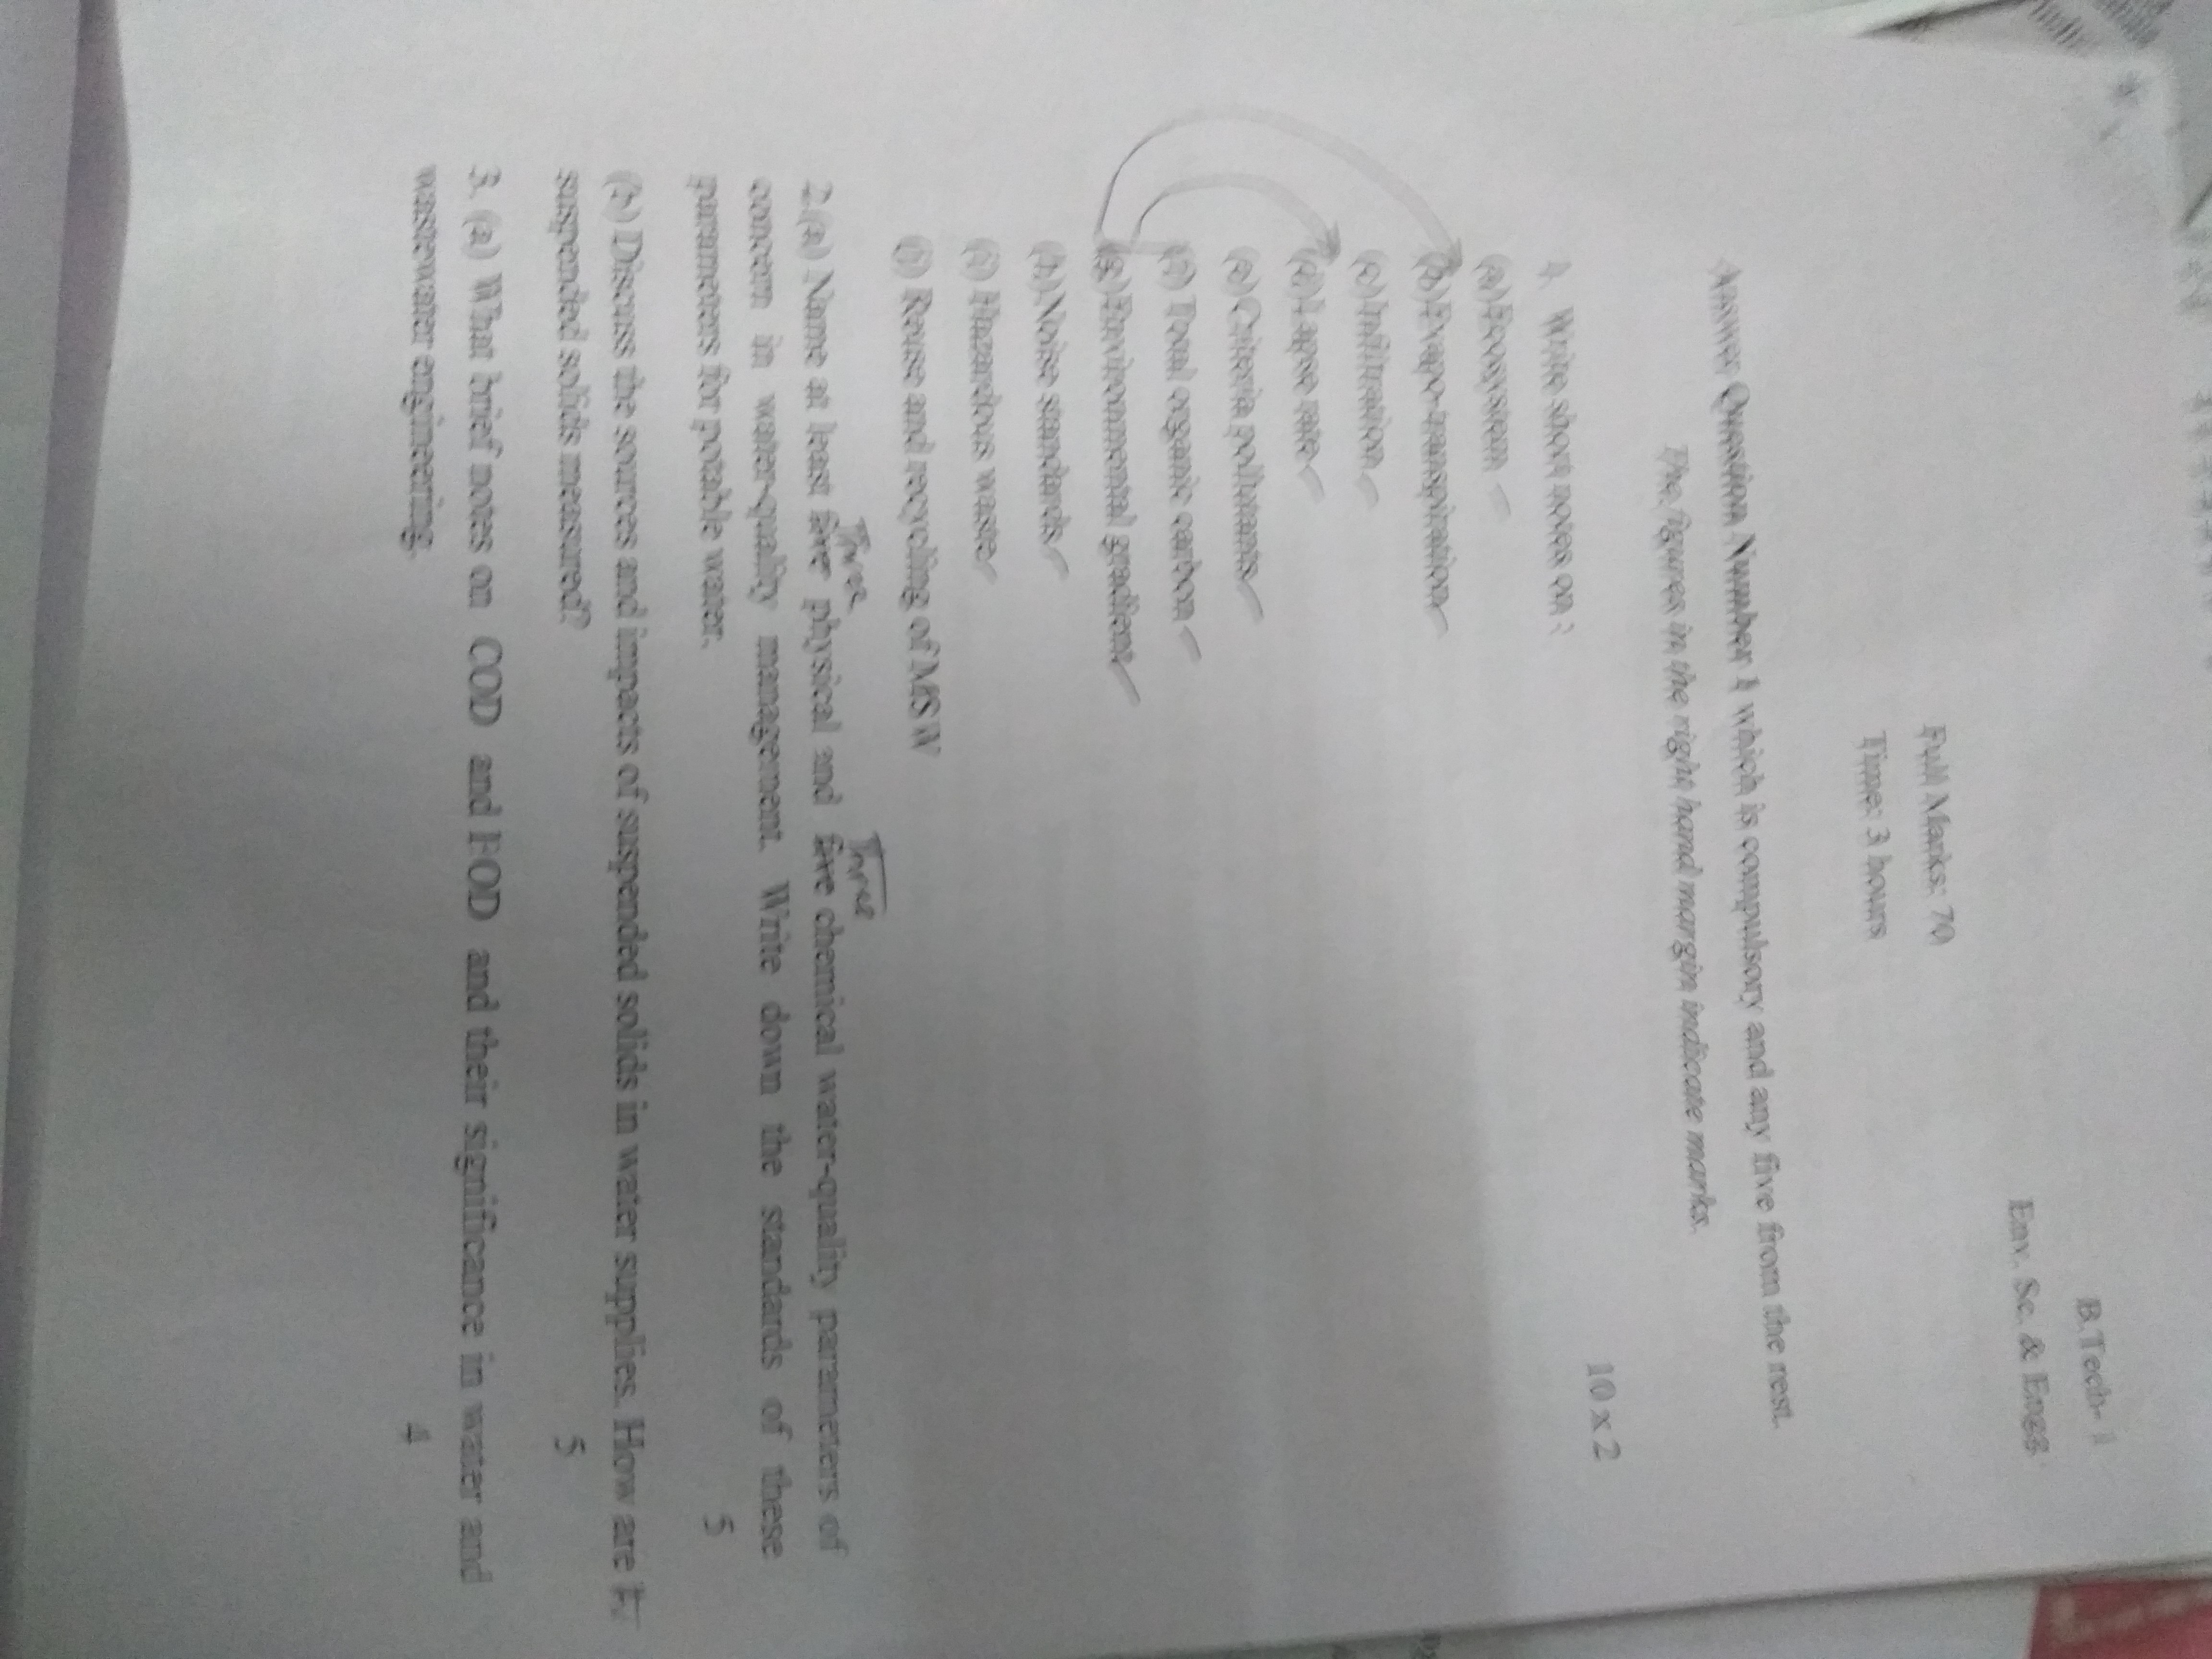 B.Tech- 1
Env. Sc. & Engg.
Full Marks: 70
Time: 3 hours
Answer Question Number 1 which is compulsory and any five from the rest.
The figures in the right hand margin indicate marks.
1. Write short notes on : 10 x 2
(a) Ecosystem
(b) Evapo-transpiration
(c) Infiltration
(d) Lapse rate
(e) Criteria pollutants
(f) Total organic carbon
(g) Environmental gradient
(h) Noise standards
(i) Hazardous waste
(j) Reuse and recycling of MSW
Three Three
2.(a) Name at least five physical and five chemical water-quality parameters of
concern in water-quality management. Write down the standards of these
parameters for potable water. 5
(b) Discuss the sources and impacts of suspended solids in water supplies. How are
suspended solids measured? 5
3. (a) What brief notes on COD and FOD and their significance in water and
wastewater engineering. 4